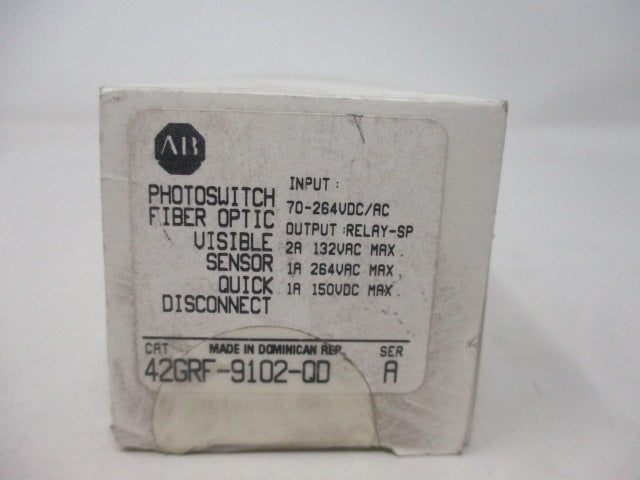 AB
PHOTOSWITCH
FIBER OPTIC
VISIBLE
SENSOR
QUICK
DISCONNECT
INPUT :
70-264VDC/AC
OUTPUT :RELAY-SP
2A 132VAC MAX.
1A 264VAC MAX.
1A 150VDC MAX.
CAT MADE IN DOMINICAN REP. SER
42GRF-9102-QD A